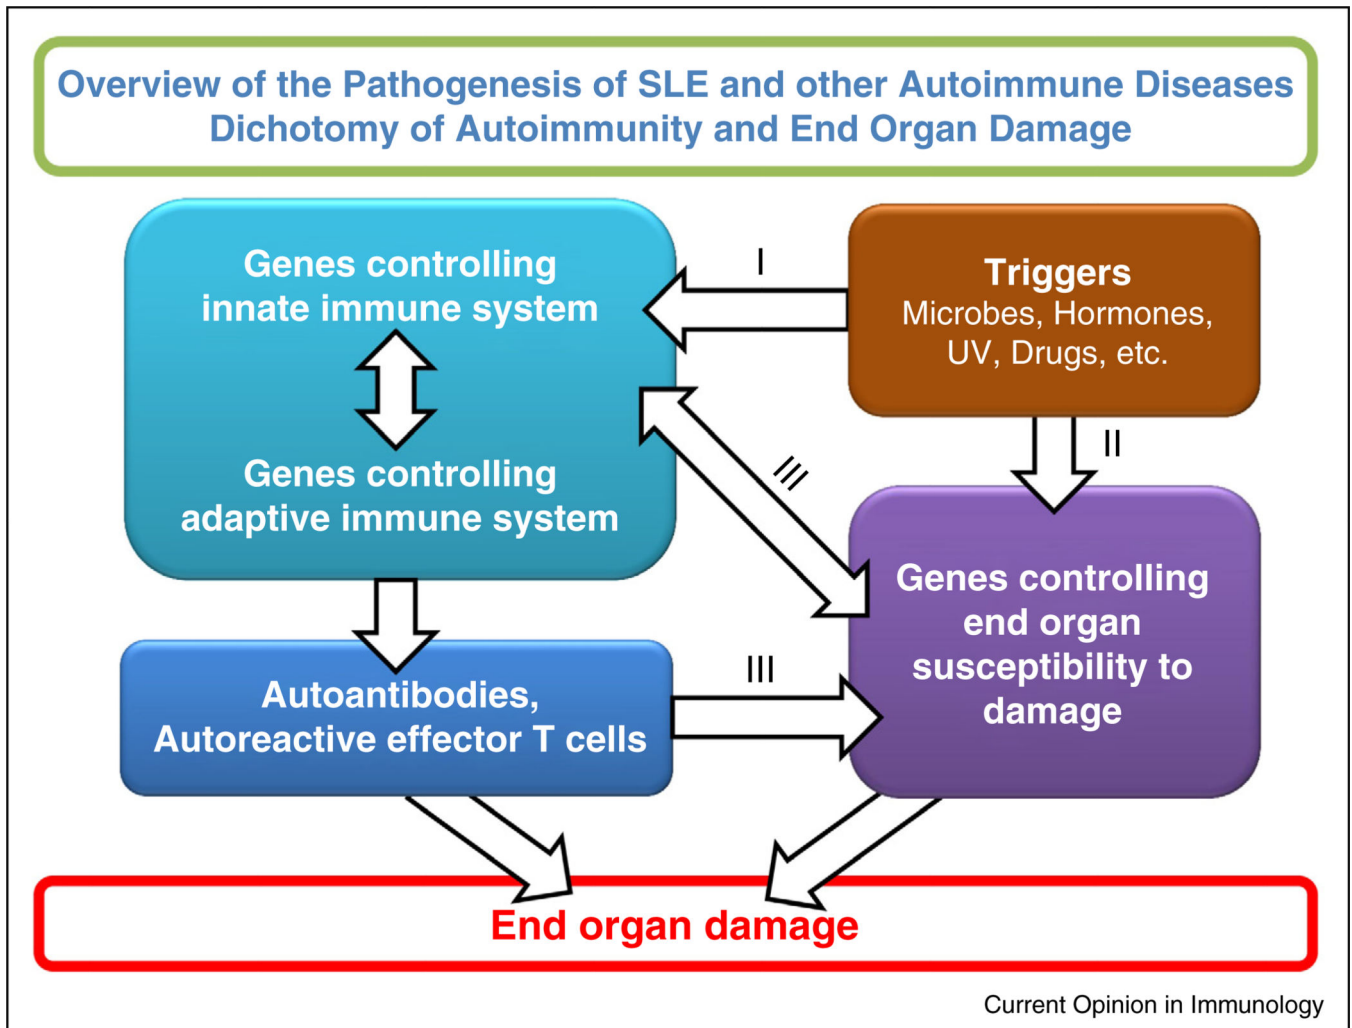 Overview of the Pathogenesis of SLE and other Autoimmune Diseases
Dichotomy of Autoimmunity and End Organ Damage
Genes controlling
innate immune system
Genes controlling
adaptive immune system
I
Triggers
Microbes, Hormones,
UV, Drugs, etc.
II
III
Genes controlling
end organ
susceptibility to
damage
Autoantibodies,
Autoreactive effector T cells
III
End organ damage
Current Opinion in Immunology